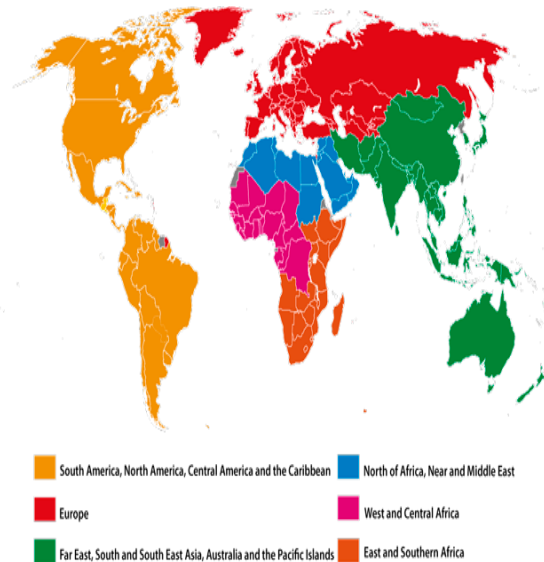 South America, North America, Central America and the Caribbean
North of Africa, Near and Middle East
Europe
West and Central Africa
Far East, South and South East Asia, Australia and the Pacific Islands
East and Southern Africa